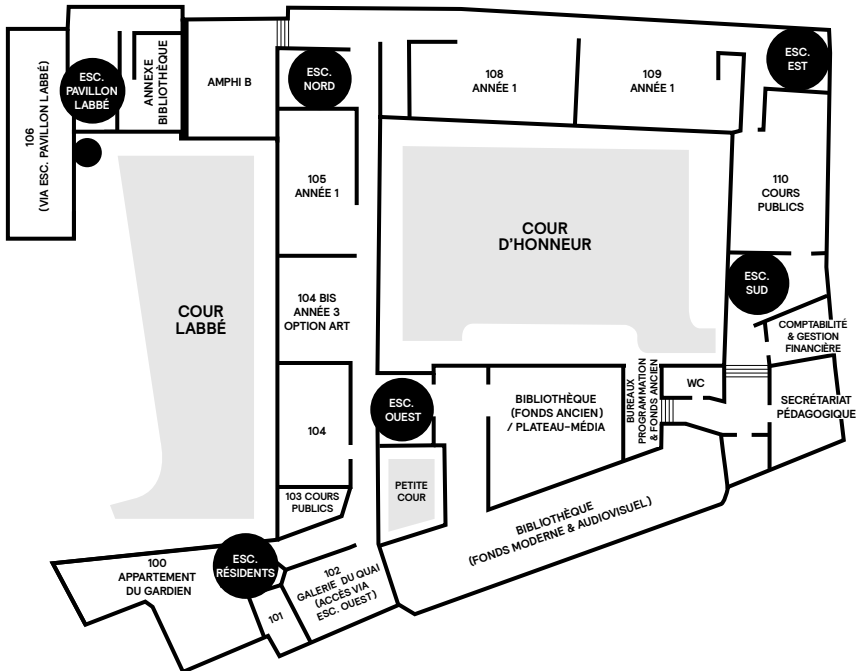 ESC.
PAVILLON
LABBÉ
106
(VIA ESC. PAVILLON LABBÉ)
ANNEXE
BIBLIOTHÈQUE
AMPHI B
ESC.
NORD
108
ANNÉE 1
109
ANNÉE 1
ESC.
EST
105
ANNÉE 1
110
COURS
PUBLICS
COUR
D'HONNEUR
COUR
LABBÉ
104 BIS
ANNÉE 3
OPTION ART
ESC.
SUD
COMPTABILITÉ
& GESTION
FINANCIÈRE
104
ESC.
OUEST
BIBLIOTHÈQUE
(FONDS ANCIEN)
/ PLATEAU-MÉDIA
BUREAUX
PROGRAMMATION
& FONDS ANCIEN
WC
SECRÉTARIAT
PÉDAGOGIQUE
103 COURS
PUBLICS
PETITE
COUR
BIBLIOTHÈQUE
(FONDS MODERNE & AUDIOVISUEL)
100
APPARTEMENT
DU GARDIEN
ESC.
RÉSIDENTS
101
102
GALERIE DU QUAI
(ACCÈS VIA
ESC. OUEST)